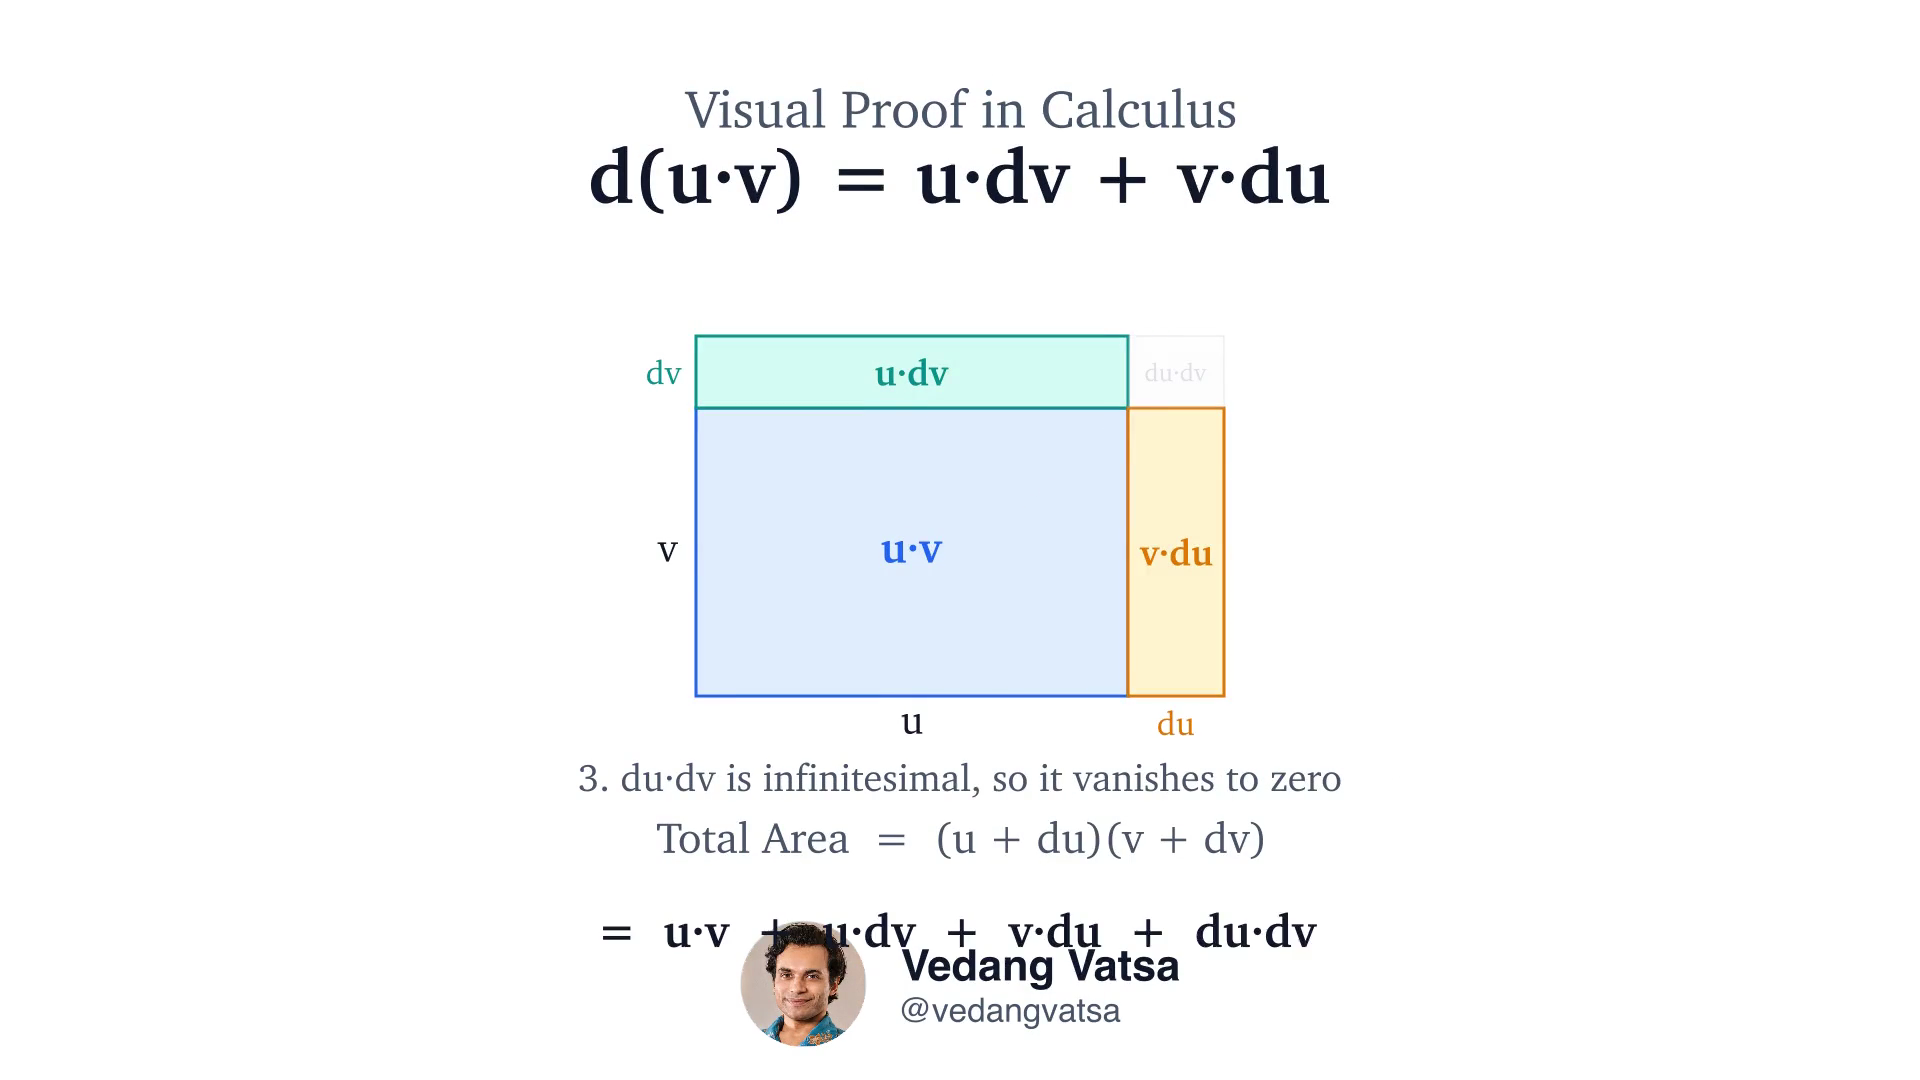 Visual Proof in Calculus
d(u·v) = u·dv + v·du
dv
u·dv
du·dv
v
u·v
v·du
u
du
3. du·dv is infinitesimal, so it vanishes to zero
Total Area = (u + du)(v + dv)
= u·v + u·dv + v·du + du·dv
Vedang Vatsa
@vedangvatsa